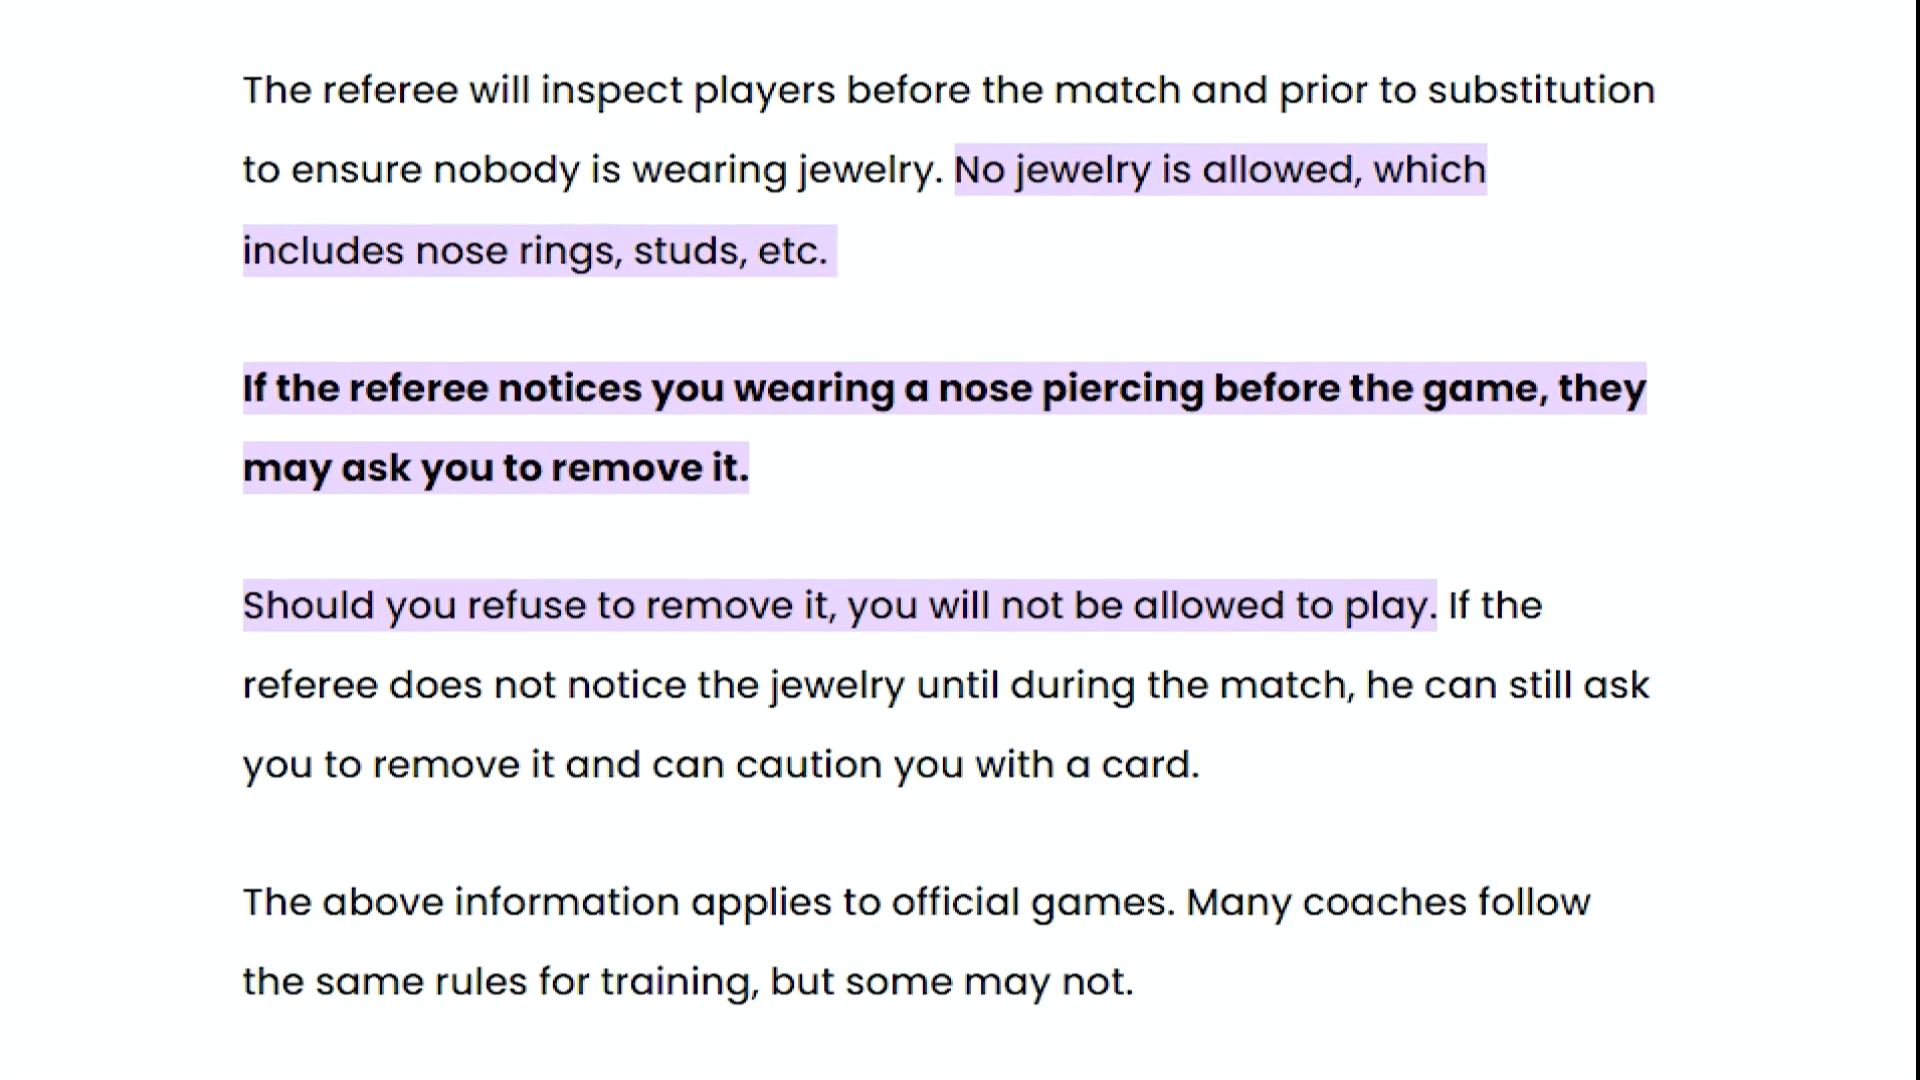 The referee will inspect players before the match and prior to substitution
to ensure nobody is wearing jewelry. No jewelry is allowed, which
includes nose rings, studs, etc.
If the referee notices you wearing a nose piercing before the game, they
may ask you to remove it.
Should you refuse to remove it, you will not be allowed to play. If the
referee does not notice the jewelry until during the match, he can still ask
you to remove it and can caution you with a card.
The above information applies to official games. Many coaches follow
the same rules for training, but some may not.